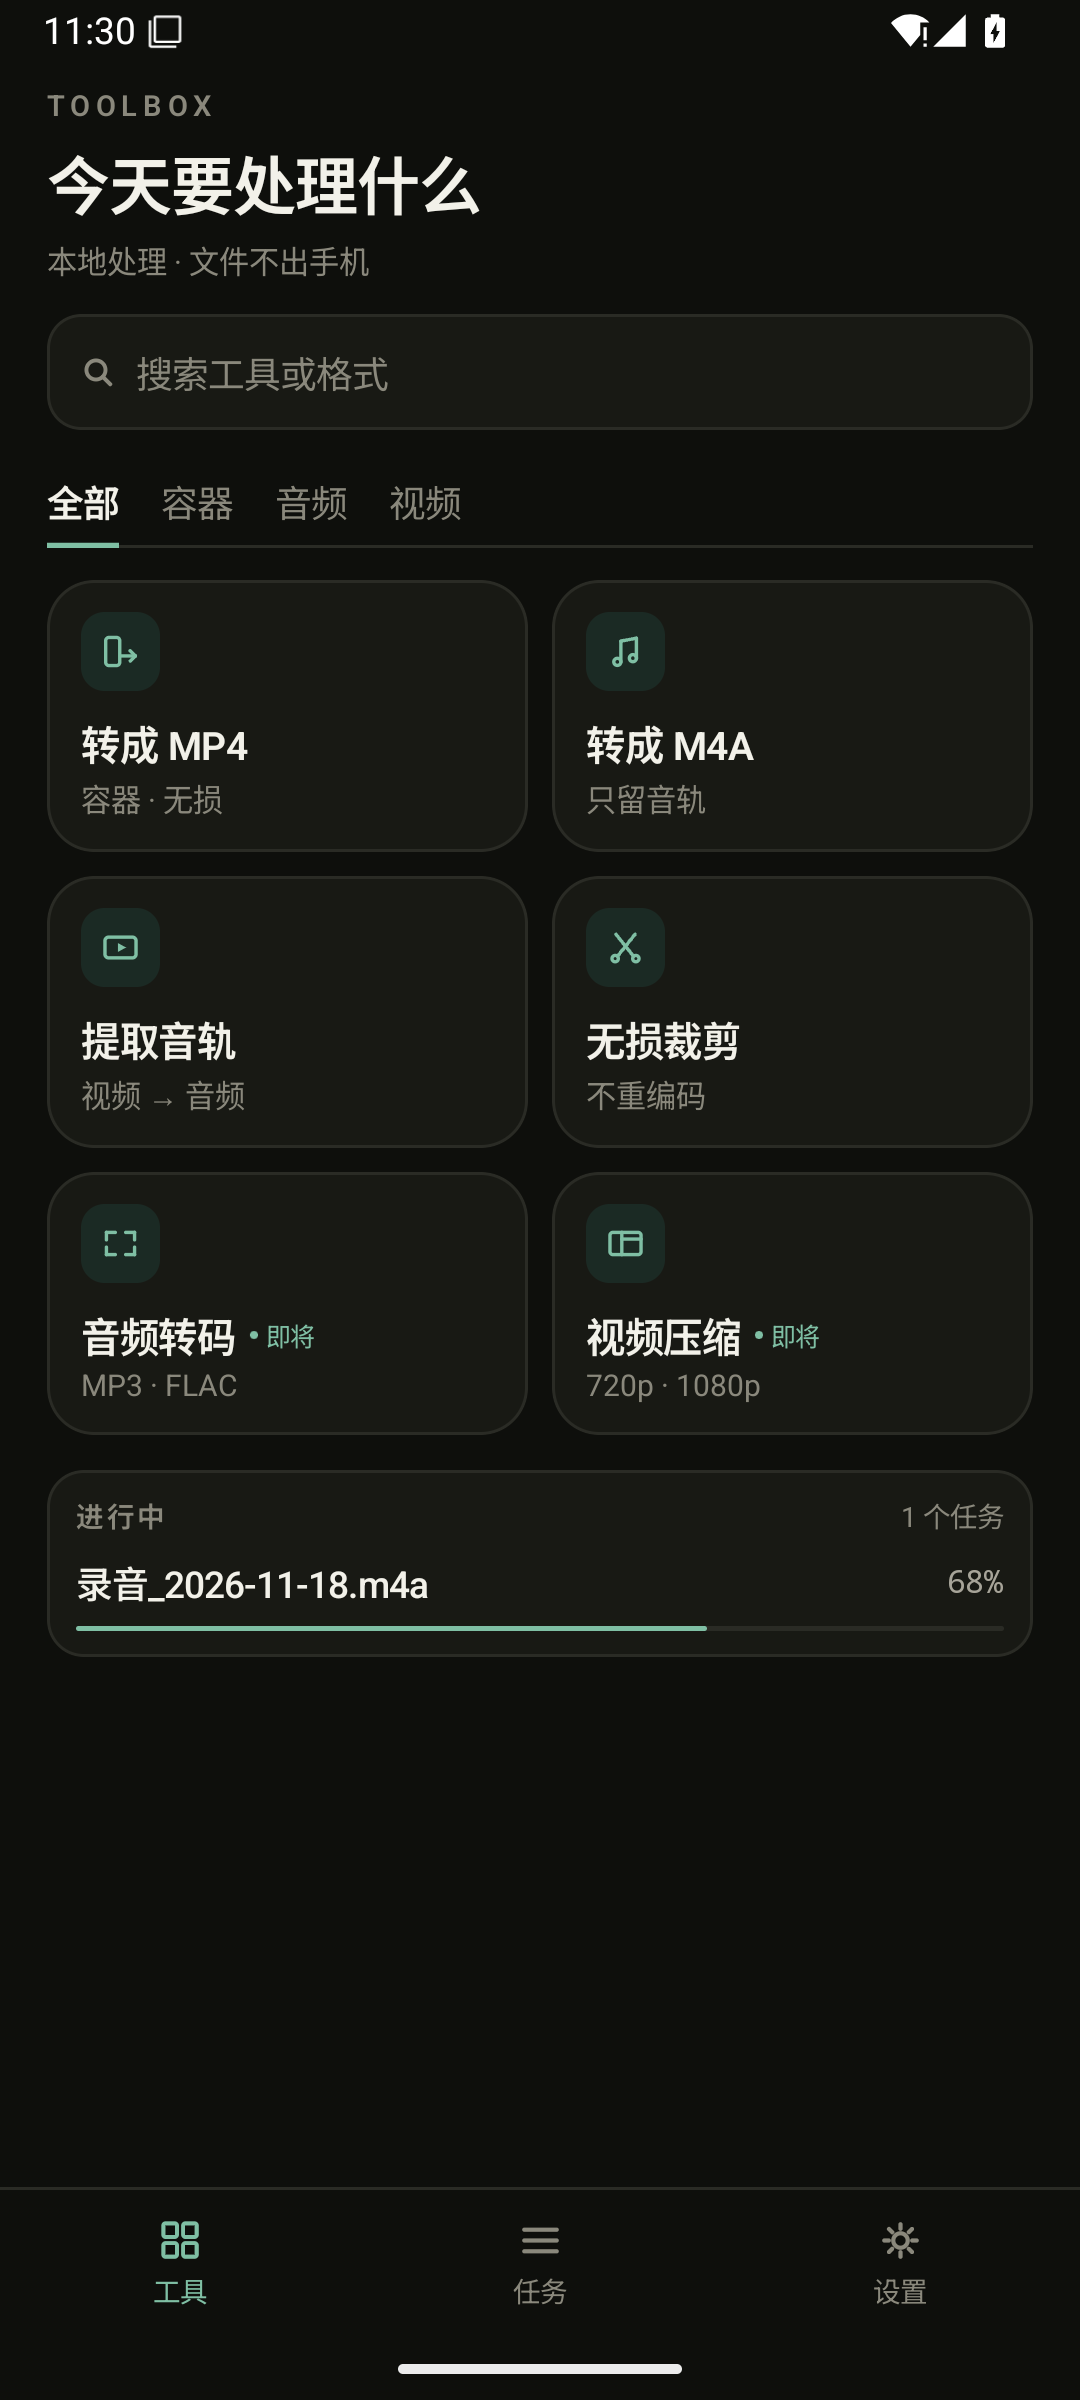 11:30
TOOLBOX
今天要处理什么
本地处理 · 文件不出手机
搜索工具或格式
全部 容器 音频 视频
转成 MP4
容器 · 无损
转成 M4A
只留音轨
提取音轨
视频 → 音频
无损裁剪
不重编码
音频转码 • 即将
MP3 · FLAC
视频压缩 • 即将
720p · 1080p
进行中 1 个任务
录音_2026-11-18.m4a 68%
工具 任务 设置